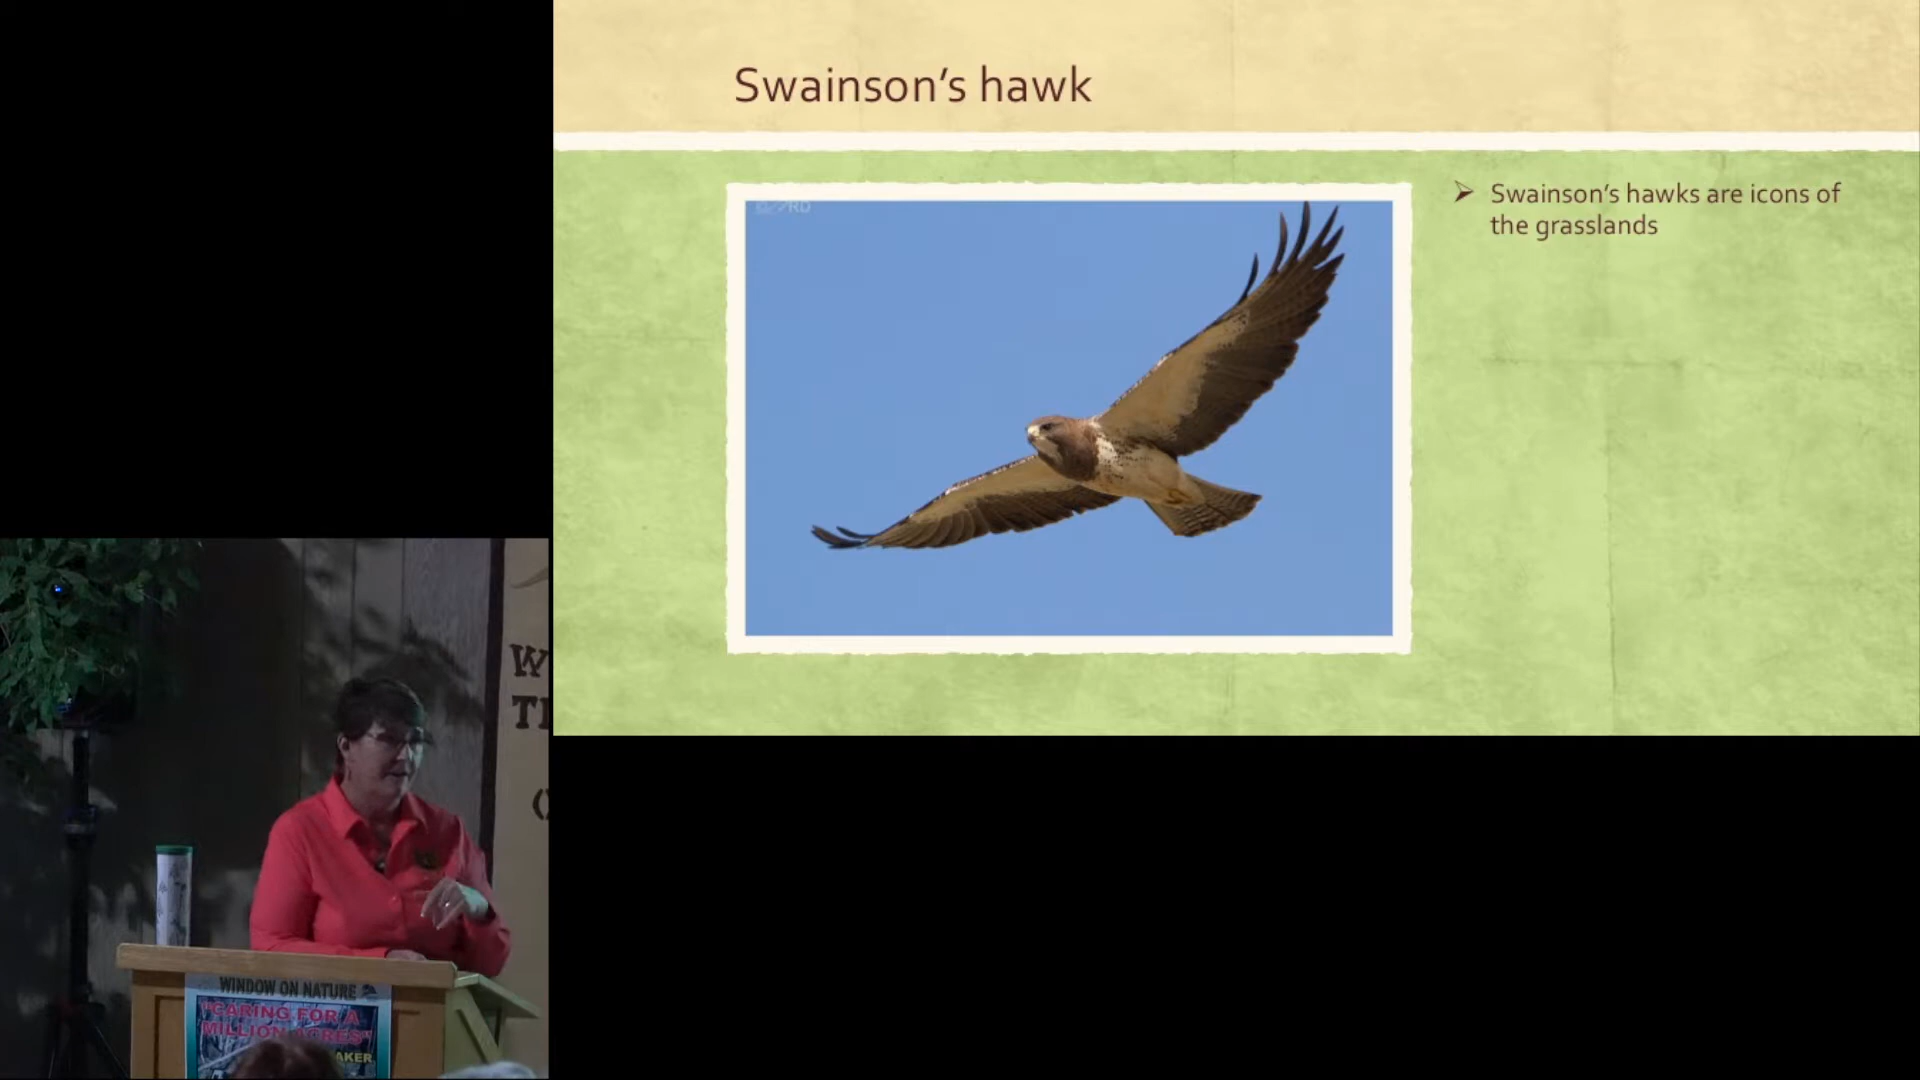 Swainson's hawk
Swainson's hawks are icons of
the grasslands
WINDOW ON NATURE
"CARING FOR A
MILLION ACRES"